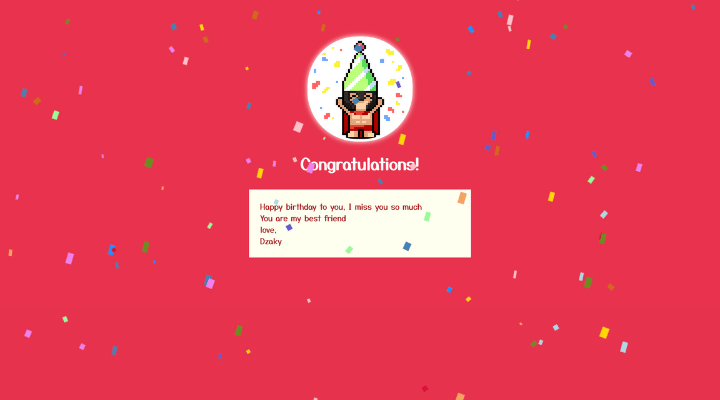 Congratulations!
Happy birthday to you, I miss you so much
You are my best friend
love,
Dzaky